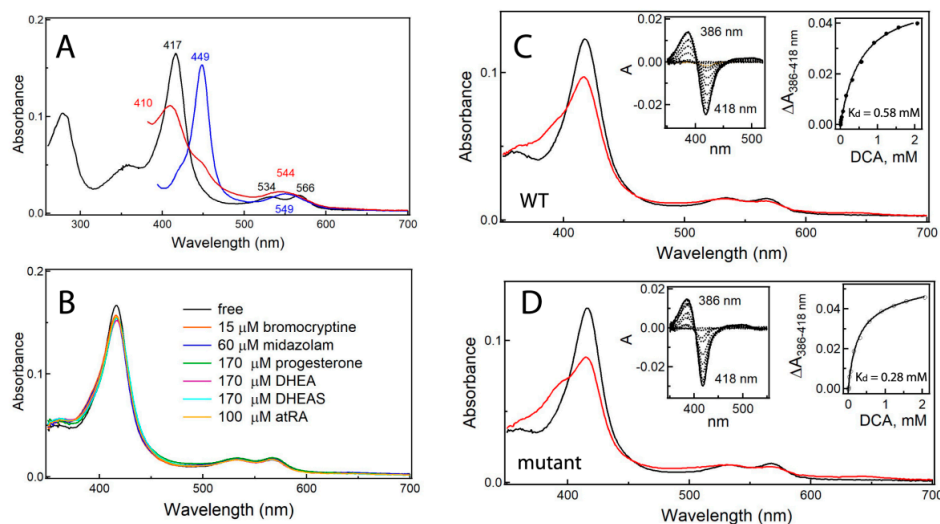 A
0.2
0.1
0.0
Absorbance
417
449
410
534
544
566
549
300
400
500
600
700
Wavelength (nm)
B
0.2
0.1
0.0
Absorbance
free
15 μM bromocryptine
60 μM midazolam
170 μM progesterone
170 μM DHEA
170 μM DHEAS
100 μM atRA
400
500
600
700
Wavelength (nm)
C
0.1
0.0
Absorbance
WT
0.02
0.00
-0.02
A
386 nm
418 nm
400
500
nm
0.04
0.02
0.00
ΔA386-418 nm
Kd = 0.58 mM
0
1
2
DCA, mM
400
500
600
700
Wavelength (nm)
D
0.1
0.0
Absorbance
mutant
0.02
0.00
-0.02
A
386 nm
418 nm
400
500
nm
0.04
0.02
0.00
ΔA386-418 nm
Kd = 0.28 mM
0
1
2
DCA, mM
400
500
600
700
Wavelength (nm)